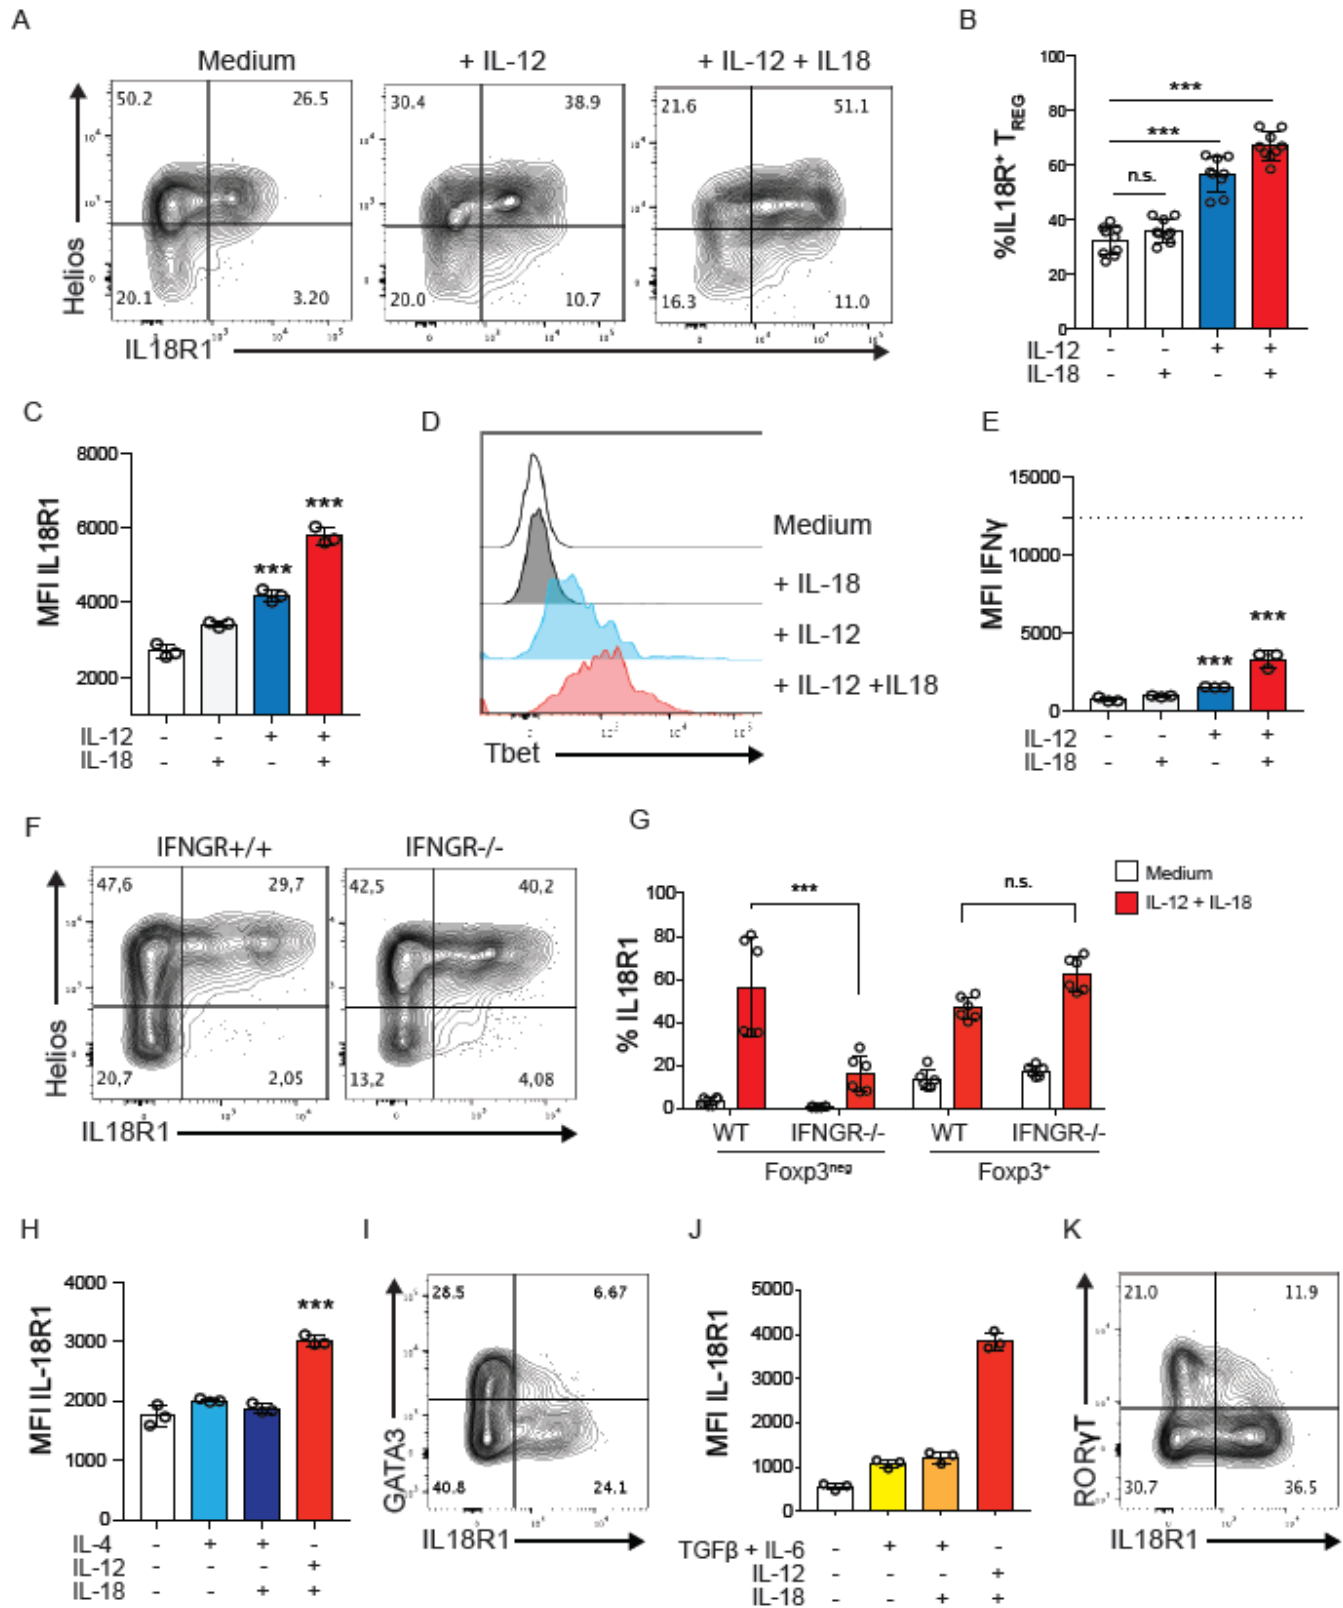 A
Medium
+ IL-12
+ IL-12 + IL18
50.2
26.5
20.1
3.20
30.4
38.9
20.0
10.7
21.6
51.1
16.3
11.0
Helios
IL18R1
B
%IL18R+ TREG
100
80
60
40
20
0
***
***
n.s.
IL-12 - - + +
IL-18 - + - +
C
MFI IL18R1
8000
6000
4000
2000
***
***
IL-12 - - + +
IL-18 - + - +
D
Medium
+ IL-18
+ IL-12
+ IL-12 +IL18
Tbet
E
MFI IFNγ
15000
10000
5000
0
***
***
IL-12 - - + +
IL-18 - + - +
F
IFNGR+/+
IFNGR-/-
47,6
29,7
20,7
2,05
42,5
40,2
13,2
4,08
Helios
IL18R1
G
% IL18R1
100
80
60
40
20
0
***
n.s.
Medium
IL-12 + IL-18
WT IFNGR-/- WT IFNGR-/-
Foxp3neg Foxp3+
H
MFI IL-18R1
4000
3000
2000
1000
0
***
IL-4 - + + -
IL-12 - - - +
IL-18 - - + +
I
28.5
6.67
40.8
24.1
GATA3
IL18R1
J
MFI IL-18R1
5000
4000
3000
2000
1000
0
TGFβ + IL-6 - + + -
IL-12 - - - +
IL-18 - - + +
K
21.0
11.9
30.7
36.5
RORγT
IL18R1